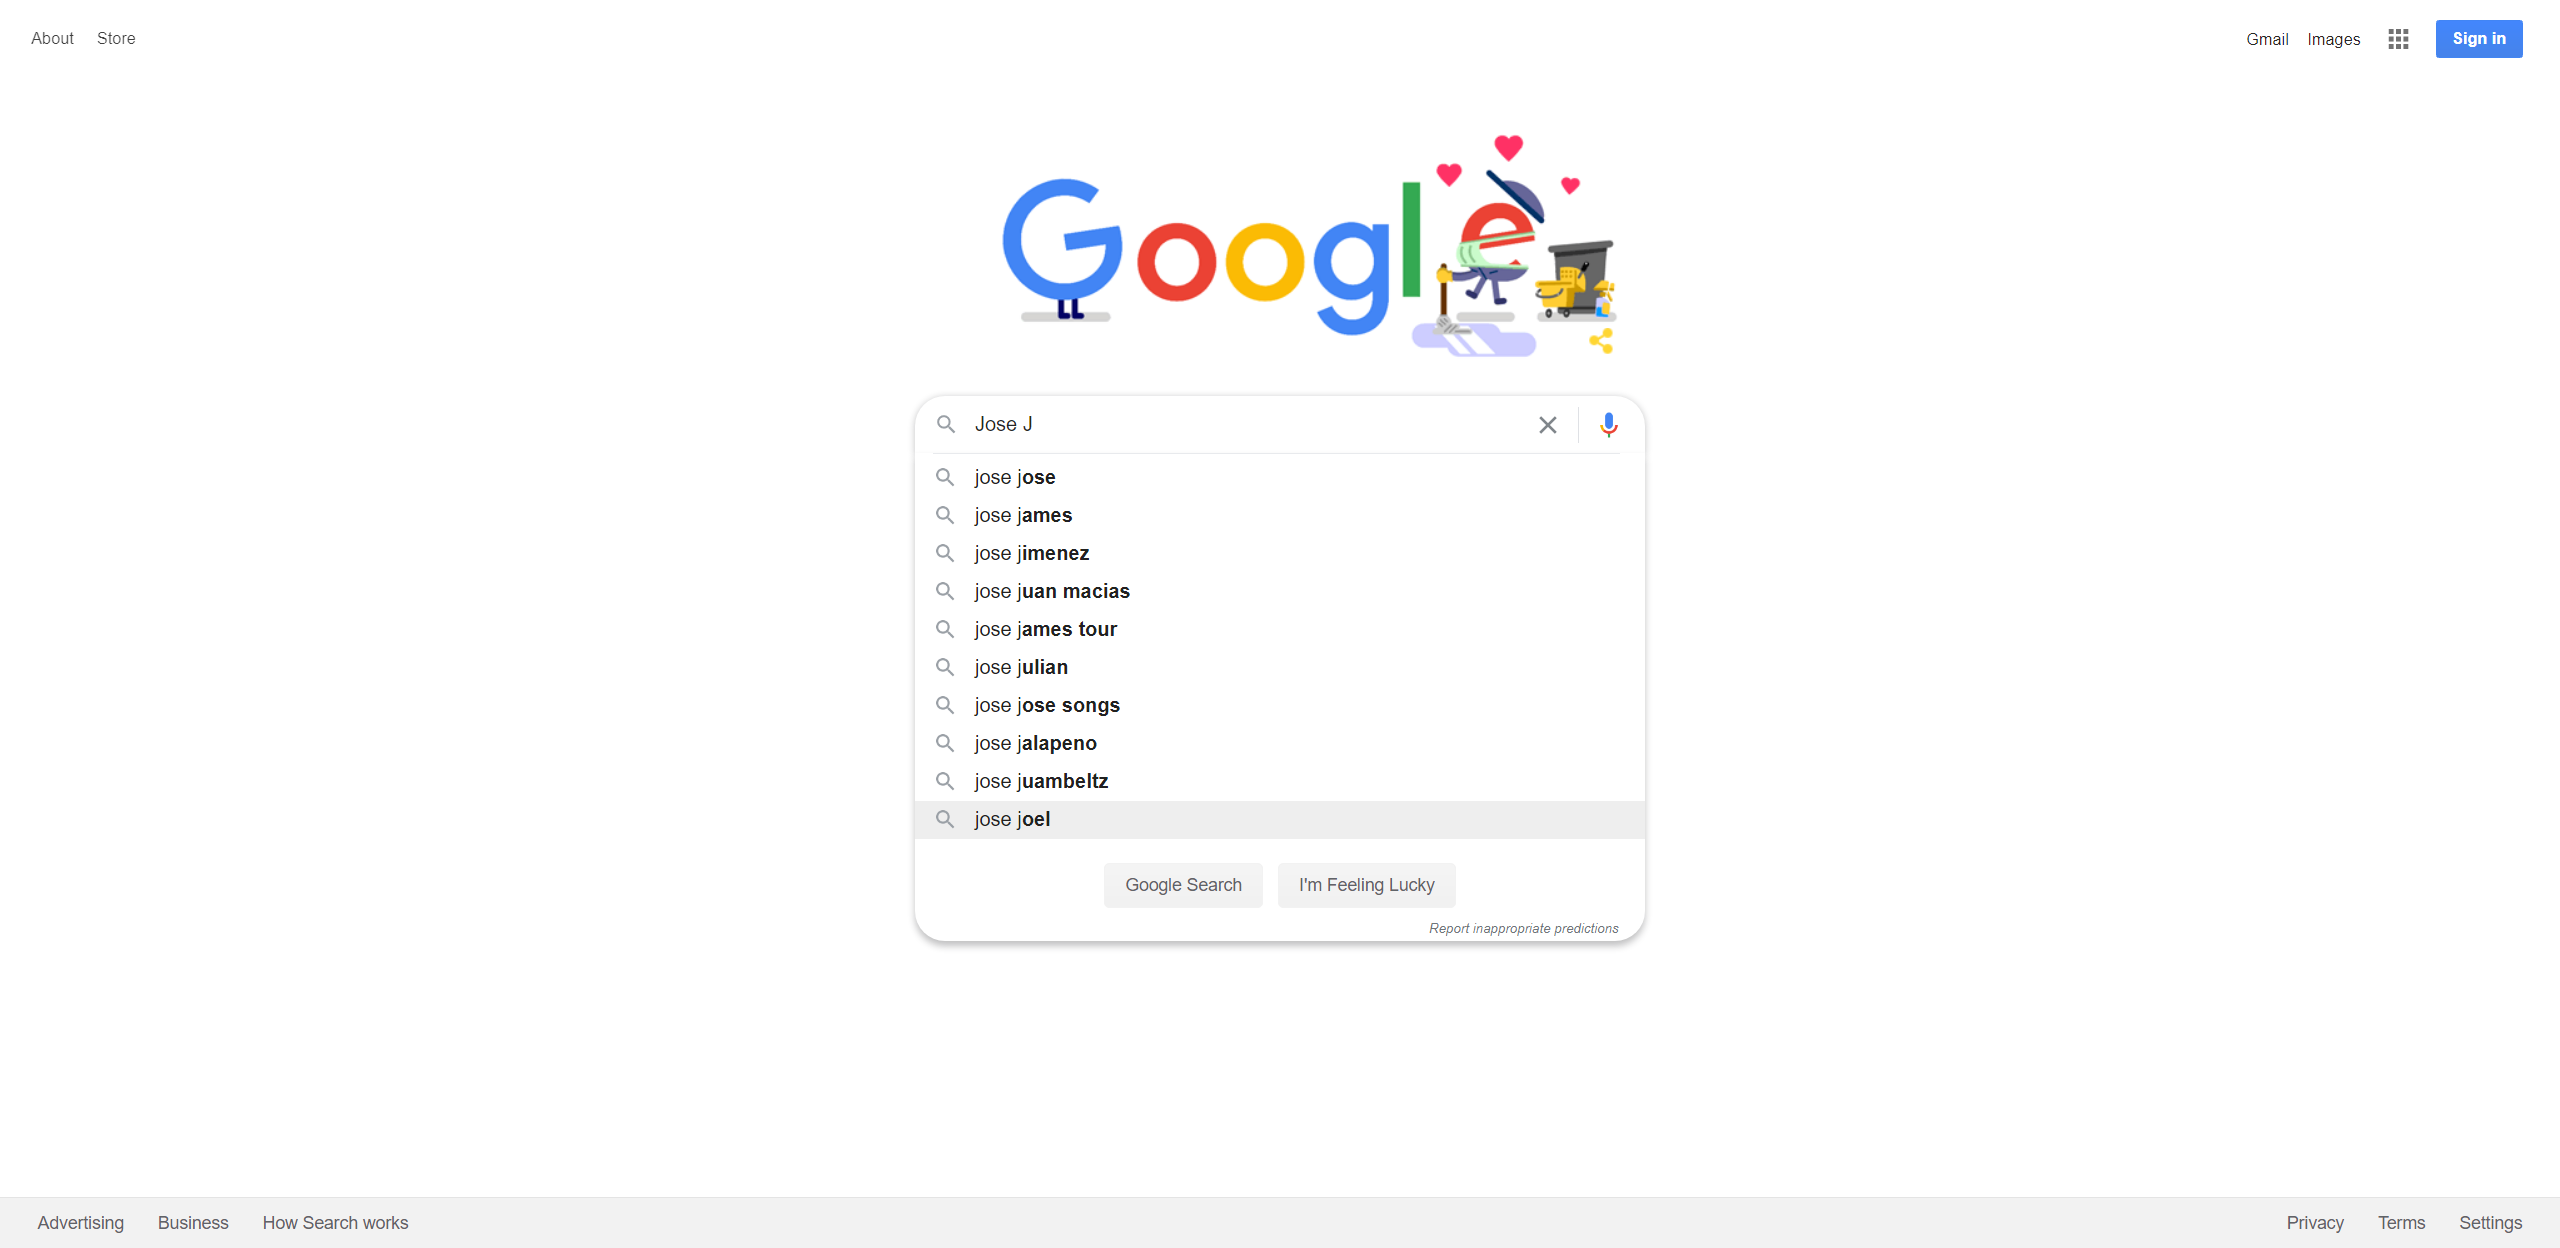 About Store
Gmail Images Sign in
Google
Jose J
jose jose
jose james
jose jimenez
jose juan macias
jose james tour
jose julian
jose jose songs
jose jalapeno
jose juambeltz
jose joel
Google Search I'm Feeling Lucky
Report inappropriate predictions
Advertising Business How Search works
Privacy Terms Settings